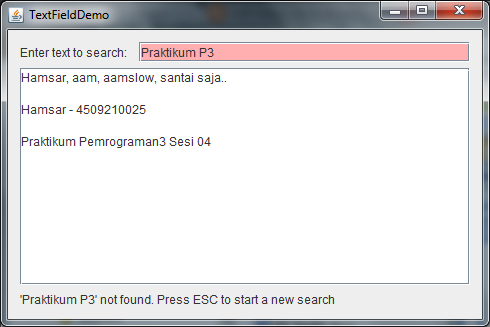 TextFieldDemo
Enter text to search: Praktikum P3
Hamsar, aam, aamslow, santai saja..
Hamsar - 4509210025
Praktikum Pemrograman3 Sesi 04
'Praktikum P3' not found. Press ESC to start a new search